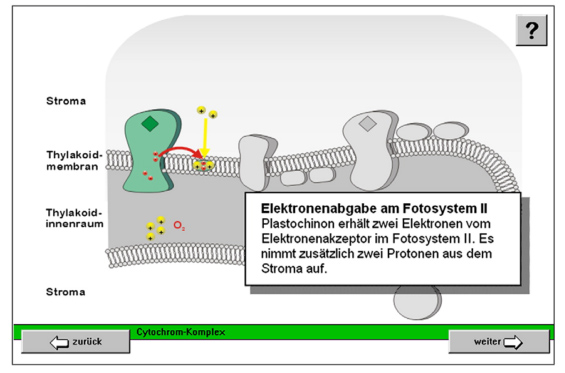 ?
Stroma
Thylakoid-
membran
Thylakoid-
innenraum
O₂
Elektronenabgabe am Fotosystem II
Plastochinon erhält zwei Elektronen vom
Elektronenakzeptor im Fotosystem II. Es
nimmt zusätzlich zwei Protonen aus dem
Stroma auf.
Stroma
Cytochrom-Komplex
zurück
weiter